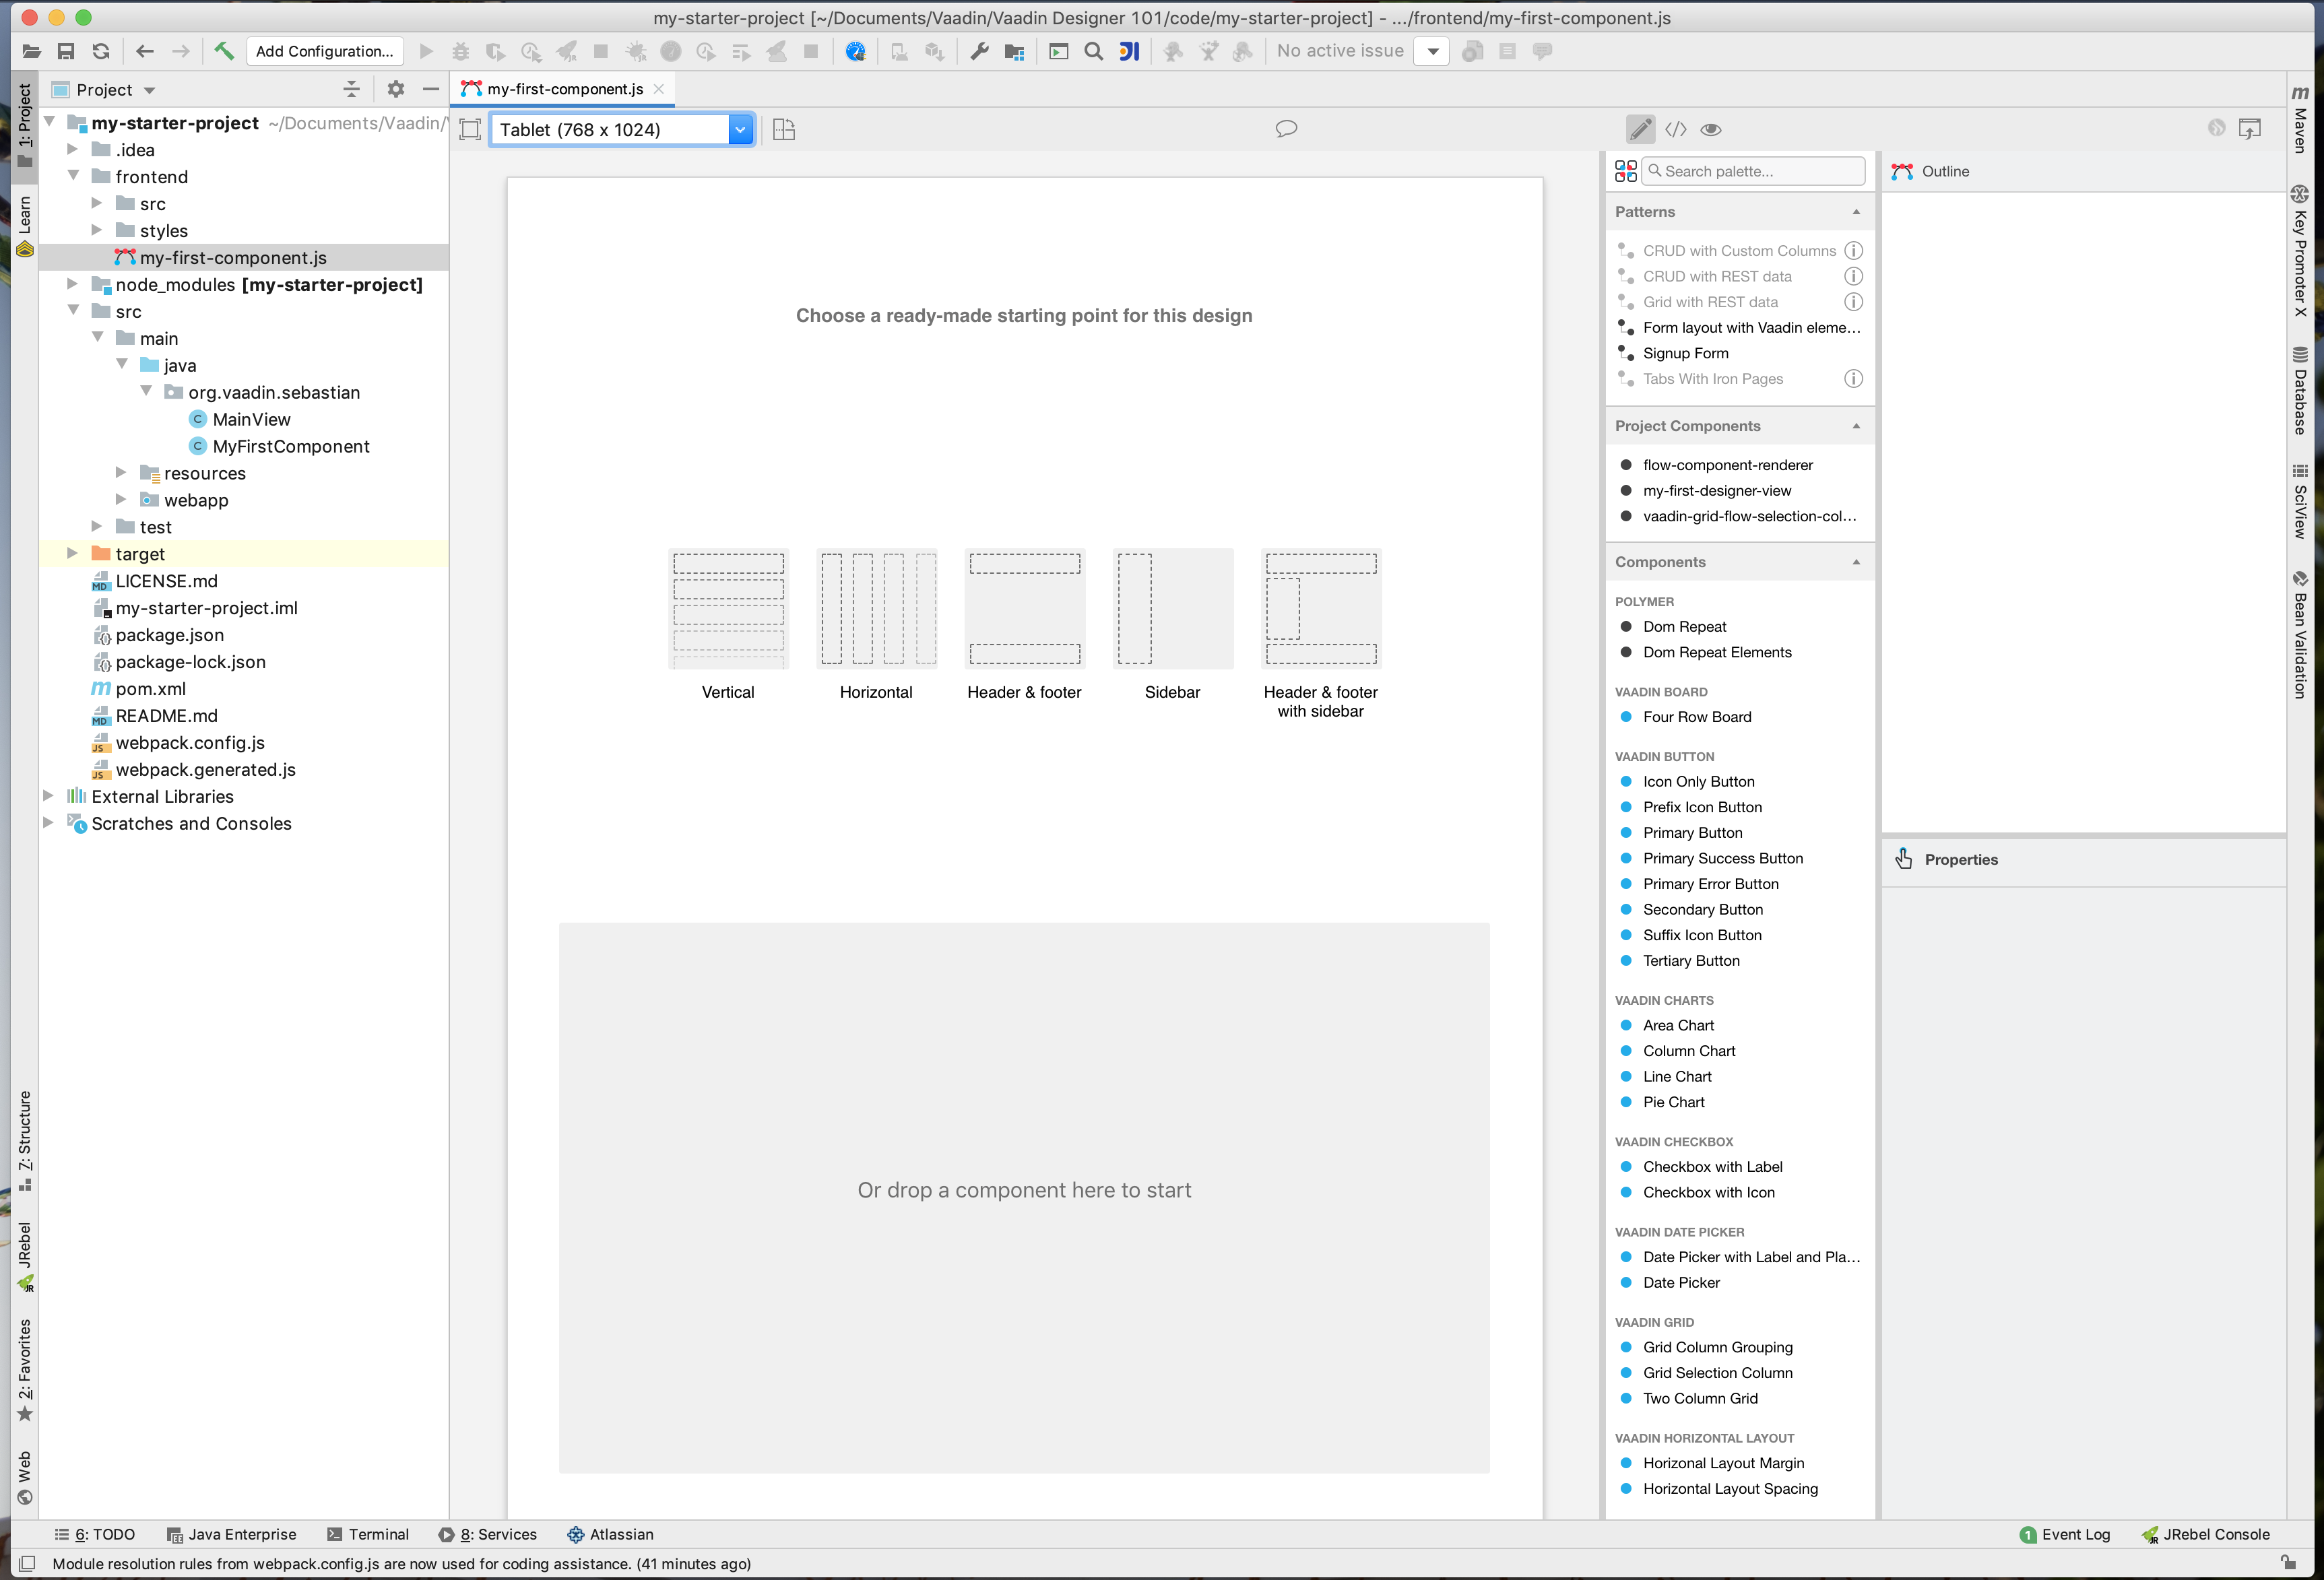 my-starter-project [~/Documents/Vaadin/Vaadin Designer 101/code/my-starter-project] - .../frontend/my-first-component.js
Add Configuration...
No active issue
Project
my-first-component.js
1: Project
Learn
Z: Structure
JRebel
2: Favorites
Web
my-starter-project ~/Documents/Vaadin/
.idea
frontend
src
styles
my-first-component.js
node_modules [my-starter-project]
src
main
java
org.vaadin.sebastian
C MainView
C MyFirstComponent
resources
webapp
test
target
MD LICENSE.md
my-starter-project.iml
package.json
package-lock.json
m pom.xml
MD README.md
JS webpack.config.js
JS webpack.generated.js
External Libraries
Scratches and Consoles
Tablet (768 x 1024)
Choose a ready-made starting point for this design
Vertical
Horizontal
Header & footer
Sidebar
Header & footer
with sidebar
Or drop a component here to start
Search palette...
Patterns
CRUD with Custom Columns
CRUD with REST data
Grid with REST data
Form layout with Vaadin eleme...
Signup Form
Tabs With Iron Pages
Project Components
flow-component-renderer
my-first-designer-view
vaadin-grid-flow-selection-col...
Components
POLYMER
Dom Repeat
Dom Repeat Elements
VAADIN BOARD
Four Row Board
VAADIN BUTTON
Icon Only Button
Prefix Icon Button
Primary Button
Primary Success Button
Primary Error Button
Secondary Button
Suffix Icon Button
Tertiary Button
VAADIN CHARTS
Area Chart
Column Chart
Line Chart
Pie Chart
VAADIN CHECKBOX
Checkbox with Label
Checkbox with Icon
VAADIN DATE PICKER
Date Picker with Label and Pla...
Date Picker
VAADIN GRID
Grid Column Grouping
Grid Selection Column
Two Column Grid
VAADIN HORIZONTAL LAYOUT
Horizonal Layout Margin
Horizontal Layout Spacing
Outline
Properties
m Maven
Key Promoter X
Database
SciView
Bean Validation
6: TODO
Java Enterprise
Terminal
8: Services
Atlassian
1 Event Log
JRebel Console
Module resolution rules from webpack.config.js are now used for coding assistance. (41 minutes ago)